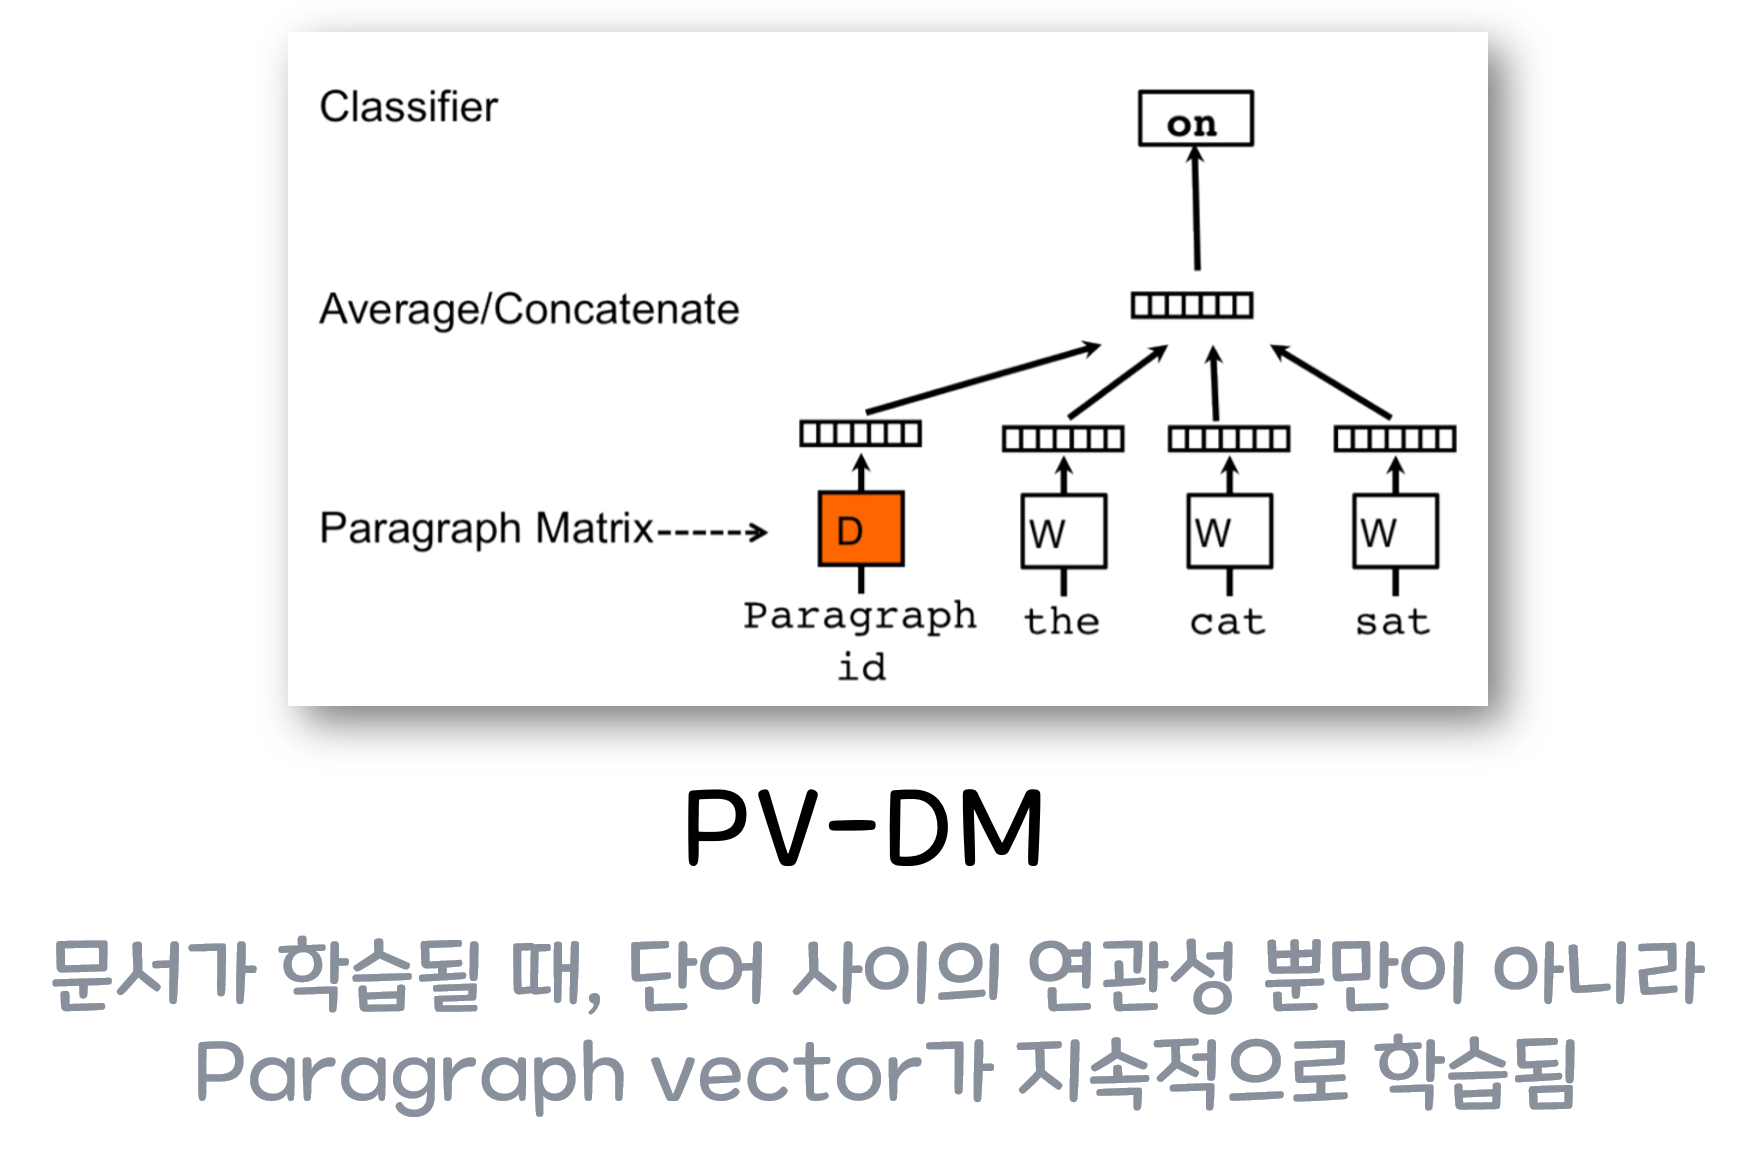 Classifier
on
Average/Concatenate
Paragraph Matrix
D
W
W
W
Paragraph
id
the
cat
sat
PV-DM
문서가 학습될 때, 단어 사이의 연관성 뿐만이 아니라
Paragraph vector가 지속적으로 학습됨